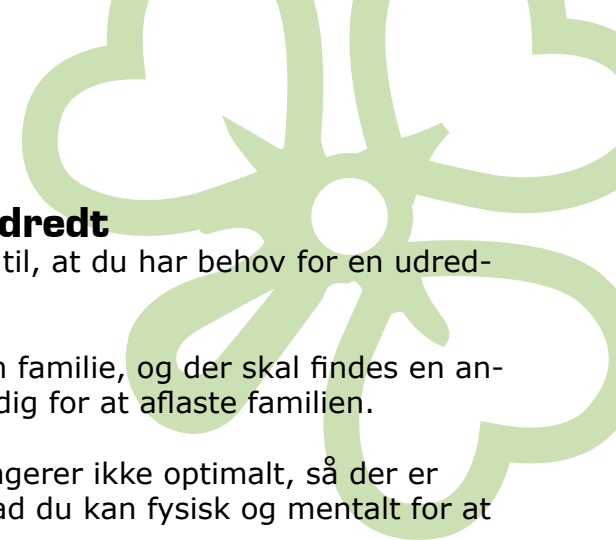 dredt
til, at du har behov for en udred-
n familie, og der skal findes en an-
dig for at aflaste familien.
ngerer ikke optimalt, så der er
ad du kan fysisk og mentalt for at